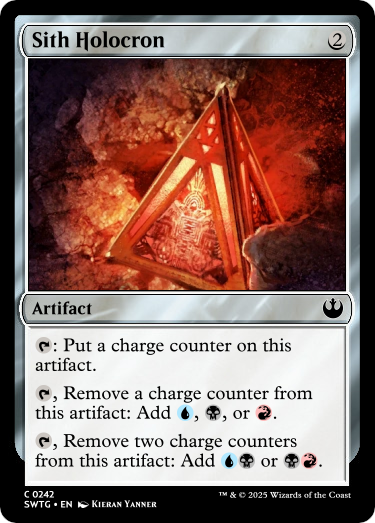 Sith Holocron 2
Artifact
: Put a charge counter on this
artifact.
, Remove a charge counter from
this artifact: Add , , or .
, Remove two charge counters
from this artifact: Add or .
C 0242 ™ & © 2025 Wizards of the Coast
SWTG • EN Kieran Yanner